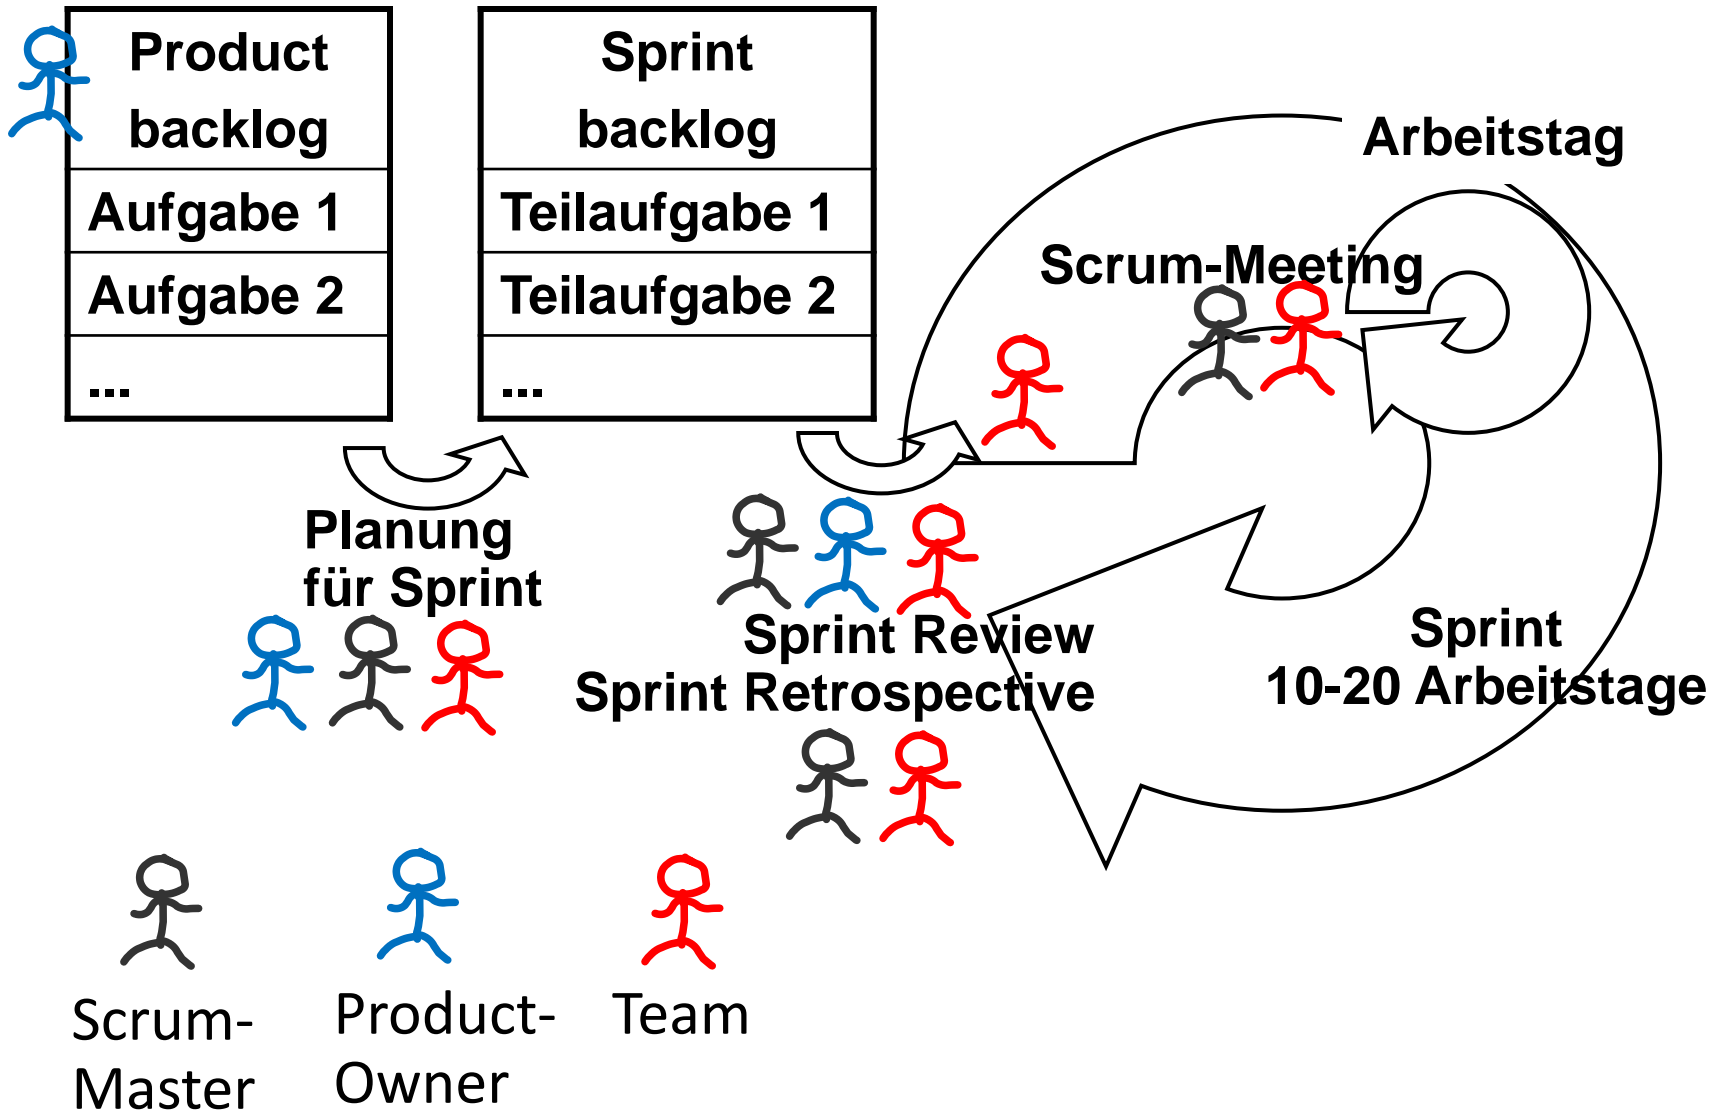 Product
backlog
Aufgabe 1
Aufgabe 2
...
Sprint
backlog
Teilaufgabe 1
Teilaufgabe 2
...
Arbeitstag
Scrum-Meeting
Planung
für Sprint
Sprint Review
Sprint Retrospective
Sprint
10-20 Arbeitstage
Scrum-
Master
Product-
Owner
Team